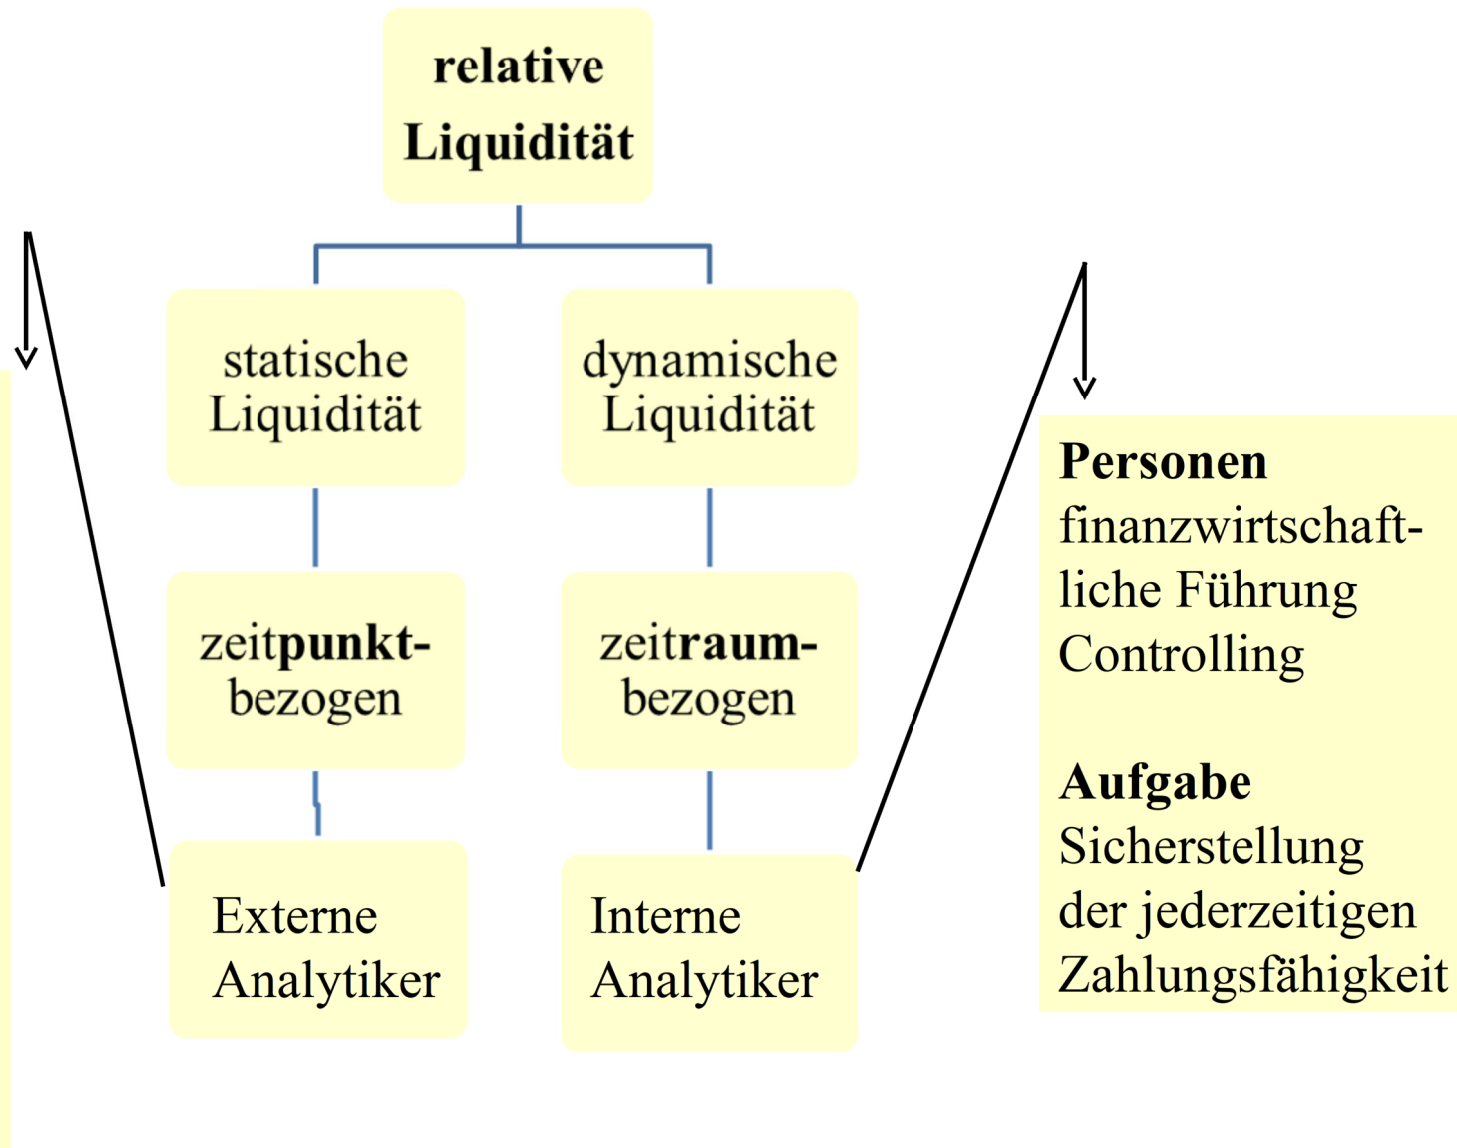 relative
Liquidität
statische
Liquidität
dynamische
Liquidität
zeitpunkt-
bezogen
zeitraum-
bezogen
Externe
Analytiker
Interne
Analytiker
Personen
finanzwirtschaft-
liche Führung
Controlling
Aufgabe
Sicherstellung
der jederzeitigen
Zahlungsfähigkeit